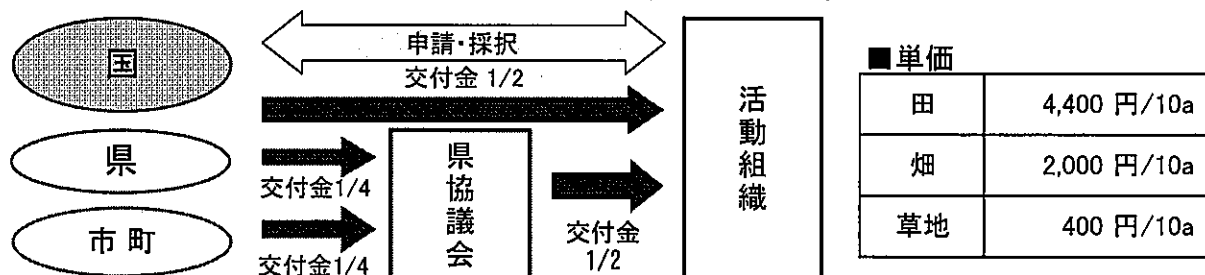 国
県
市町
申請・採択
交付金 1/2
交付金1/4
交付金1/4
県協議会
交付金
1/2
活動組織
■単価
田 4,400 円/10a
畑 2,000 円/10a
草地 400 円/10a